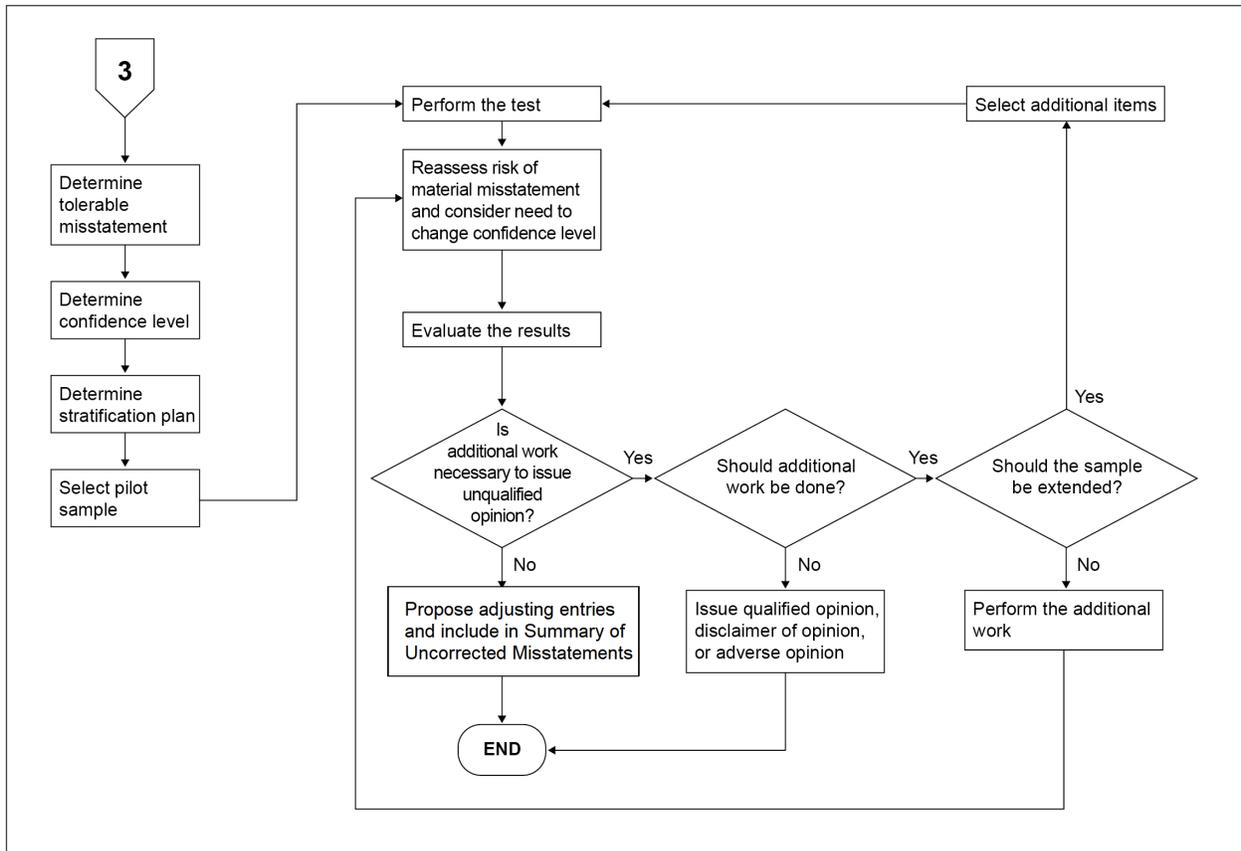 3
Determine
tolerable
misstatement
Determine
confidence level
Determine
stratification plan
Select pilot
sample
Perform the test
Reassess risk of
material misstatement
and consider need to
change confidence level
Evaluate the results
Is
additional work
necessary to issue
unqualified
opinion?
Yes
No
Propose adjusting entries
and include in Summary of
Uncorrected Misstatements
END
Should additional
work be done?
Yes
No
Issue qualified opinion,
disclaimer of opinion,
or adverse opinion
Should the sample
be extended?
Yes
No
Select additional items
Perform the additional
work